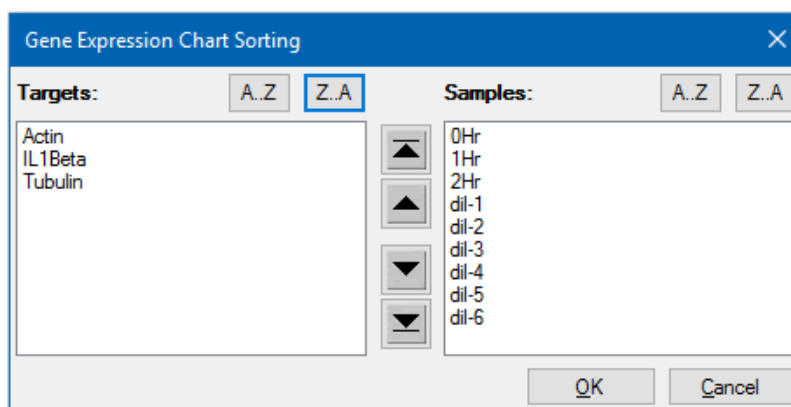 Gene Expression Chart Sorting
Targets: A..Z Z..A Samples: A..Z Z..A
Actin
IL1Beta
Tubulin
0Hr
1Hr
2Hr
dil-1
dil-2
dil-3
dil-4
dil-5
dil-6
OK Cancel